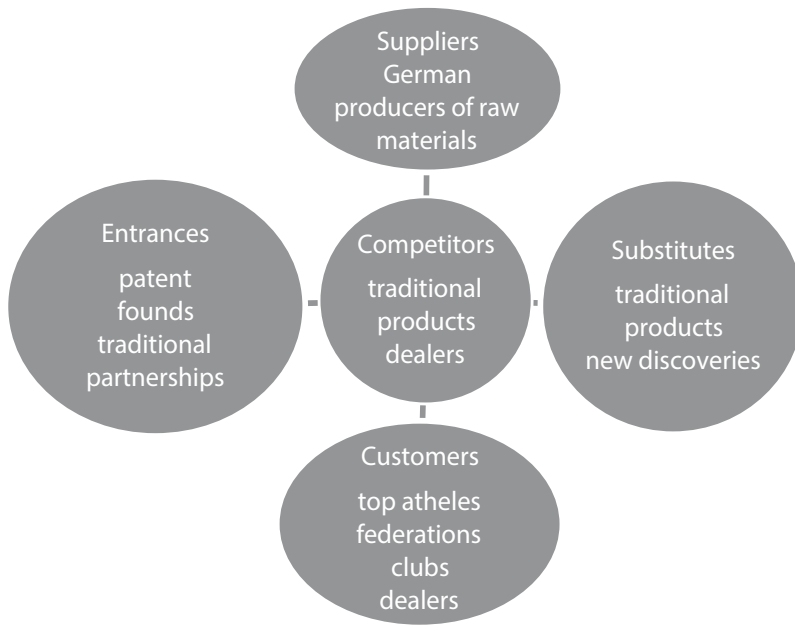 Suppliers
German
producers of raw
materials
Entrances
patent
founds
traditional
partnerships
Competitors
traditional
products
dealers
Substitutes
traditional
products
new discoveries
Customers
top atheles
federations
clubs
dealers